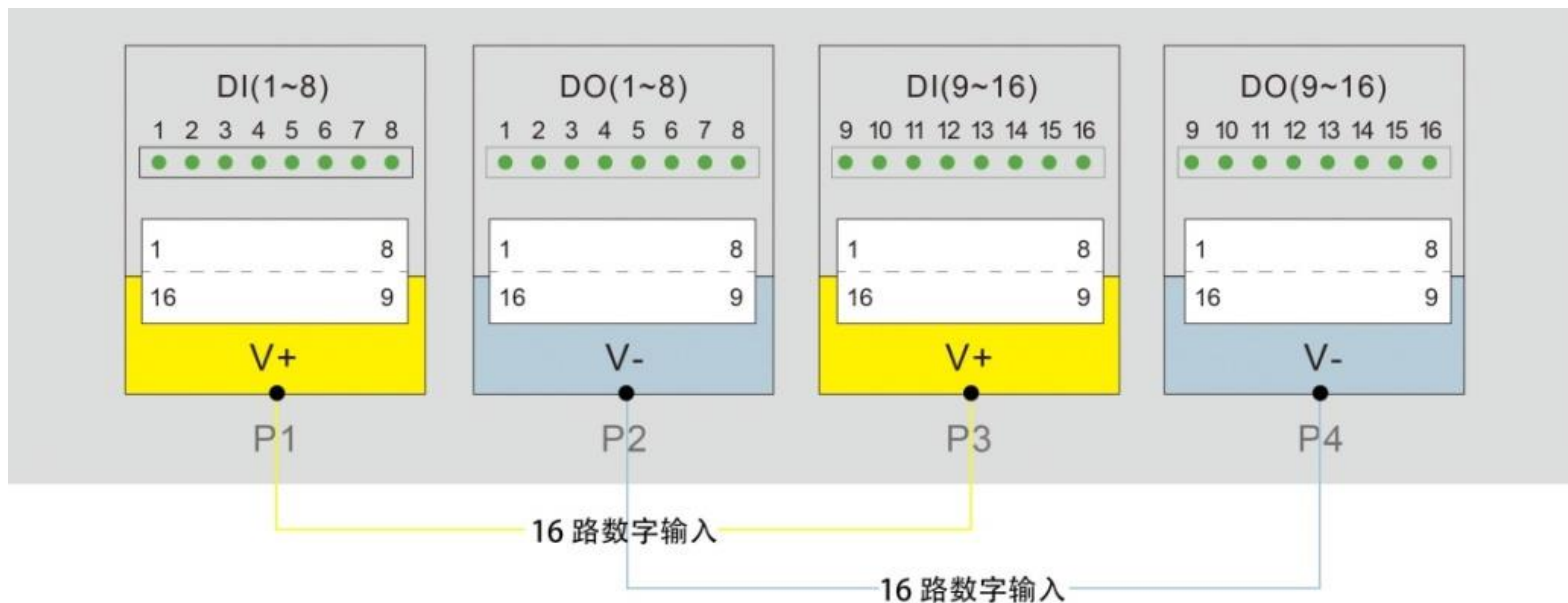 DI(1~8) DO(1~8) DI(9~16) DO(9~16)
1 2 3 4 5 6 7 8 1 2 3 4 5 6 7 8 9 10 11 12 13 14 15 16 9 10 11 12 13 14 15 16
1 8 1 8 1 8 1 8
16 9 16 9 16 9 16 9
V+ V- V+ V-
P1 P2 P3 P4
16 路数字输入
16 路数字输入